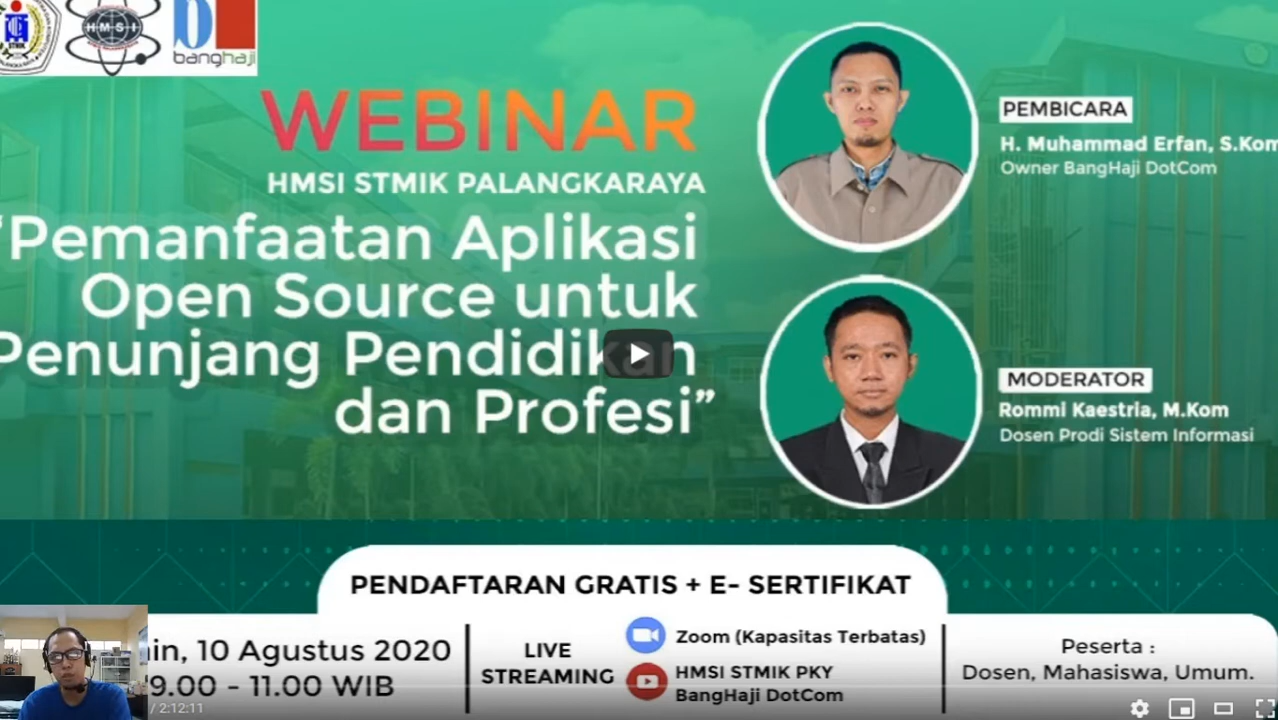 STMIK
HMSI
banghaji
WEBINAR
HMSI STMIK PALANGKARAYA
"Pemanfaatan Aplikasi
Open Source untuk
Penunjang Pendidikan
dan Profesi"
PEMBICARA
H. Muhammad Erfan, S.Kom
Owner BangHaji DotCom
MODERATOR
Rommi Kaestria, M.Kom
Dosen Prodi Sistem Informasi
PENDAFTARAN GRATIS + E- SERTIFIKAT
in, 10 Agustus 2020
9.00 - 11.00 WIB
LIVE
STREAMING
Zoom (Kapasitas Terbatas)
HMSI STMIK PKY
BangHaji DotCom
Peserta :
Dosen, Mahasiswa, Umum.
/ 2:12:11